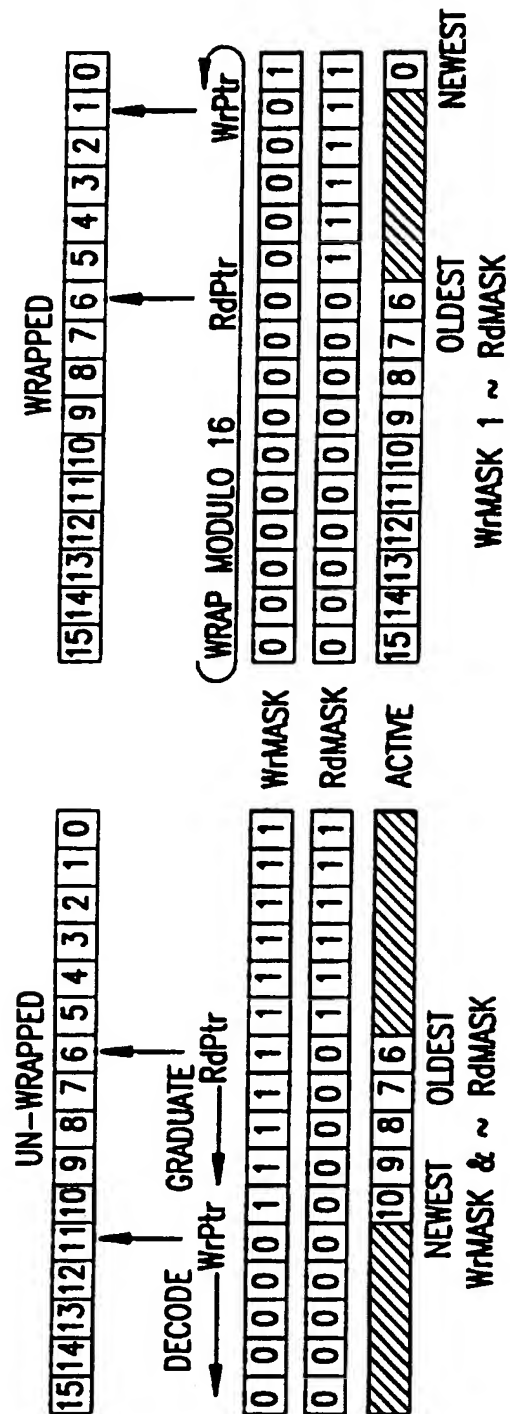 UN-WRAPPED
15 14 13 12 11 10 9 8 7 6 5 4 3 2 1 0
DECODE WrPtr GRADUATE RdPtr
0 0 0 0 0 1 1 1 1 1 1 1 1 1 1 1
0 0 0 0 0 0 0 0 0 0 1 1 1 1 1 1
10 9 8 7 6
NEWEST OLDEST
WrMASK & ~ RdMASK
WrMASK
RdMASK
ACTIVE
WRAPPED
15 14 13 12 11 10 9 8 7 6 5 4 3 2 1 0
WRAP MODULO 16 RdPtr WrPtr
0 0 0 0 0 0 0 0 0 0 0 0 0 0 0 1
0 0 0 0 0 0 0 0 0 0 1 1 1 1 1 1
15 14 13 12 11 10 9 8 7 6 0
OLDEST NEWEST
WrMASK 1 ~ RdMASK